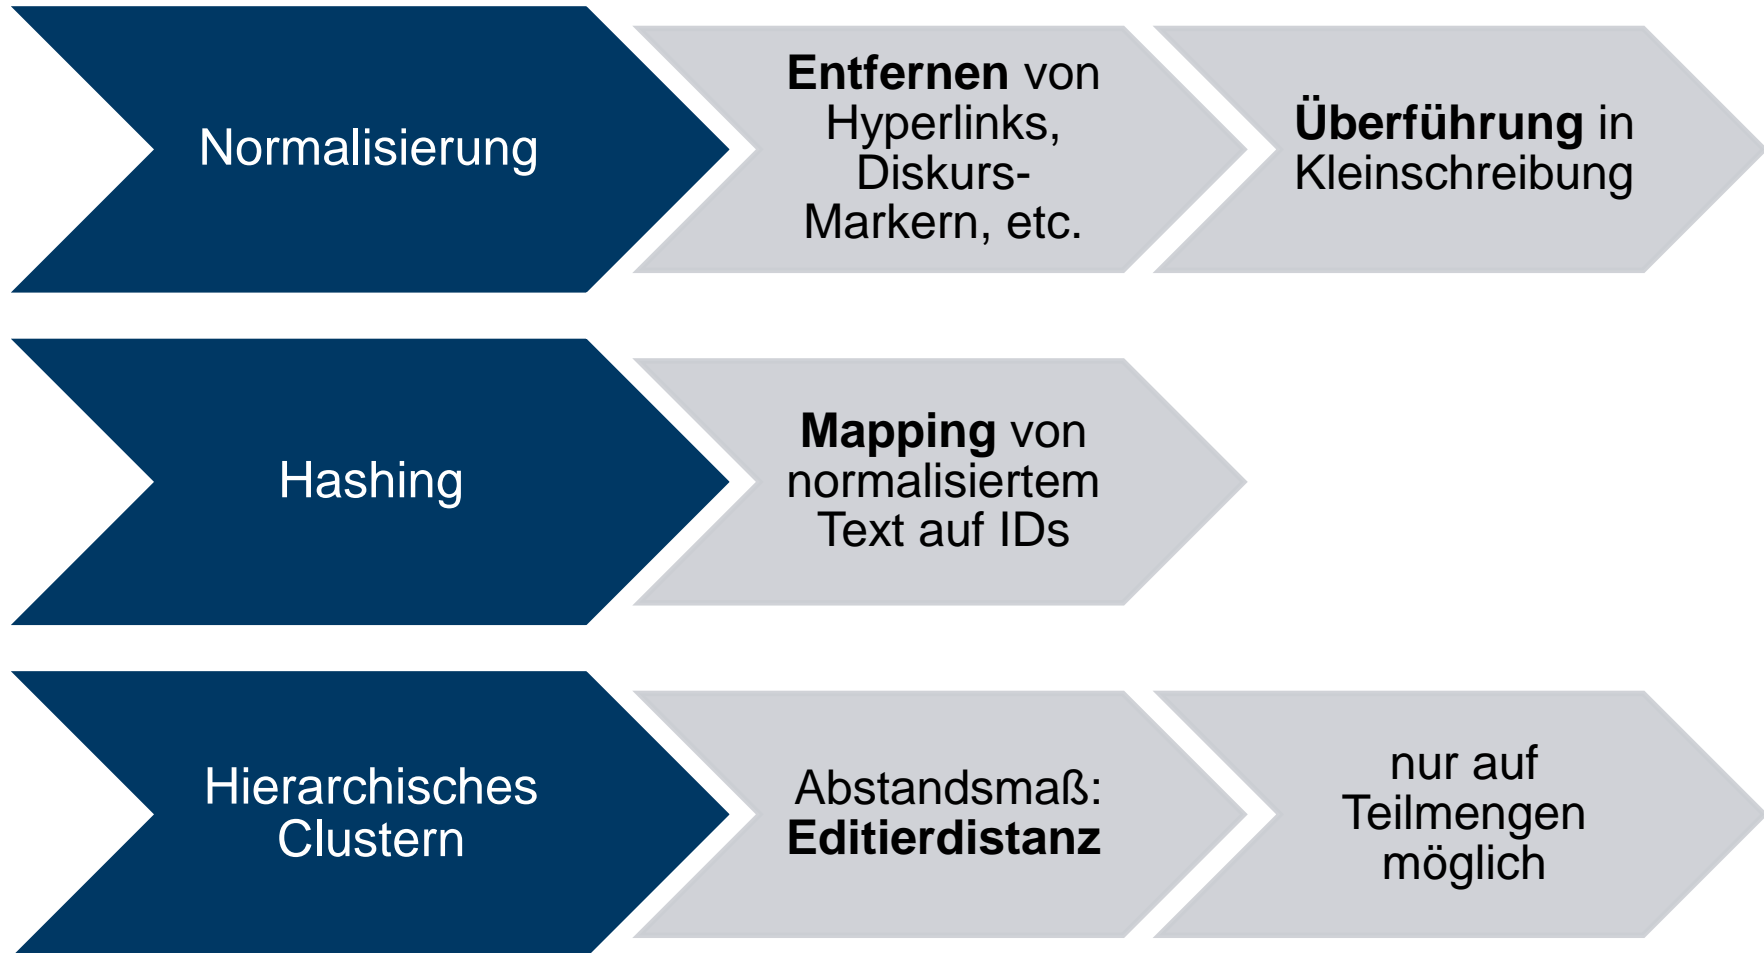 Normalisierung
Entfernen von
Hyperlinks,
Diskurs-
Markern, etc.
Überführung in
Kleinschreibung
Hashing
Mapping von
normalisiertem
Text auf IDs
Hierarchisches
Clustern
Abstandsmaß:
Editierdistanz
nur auf
Teilmengen
möglich